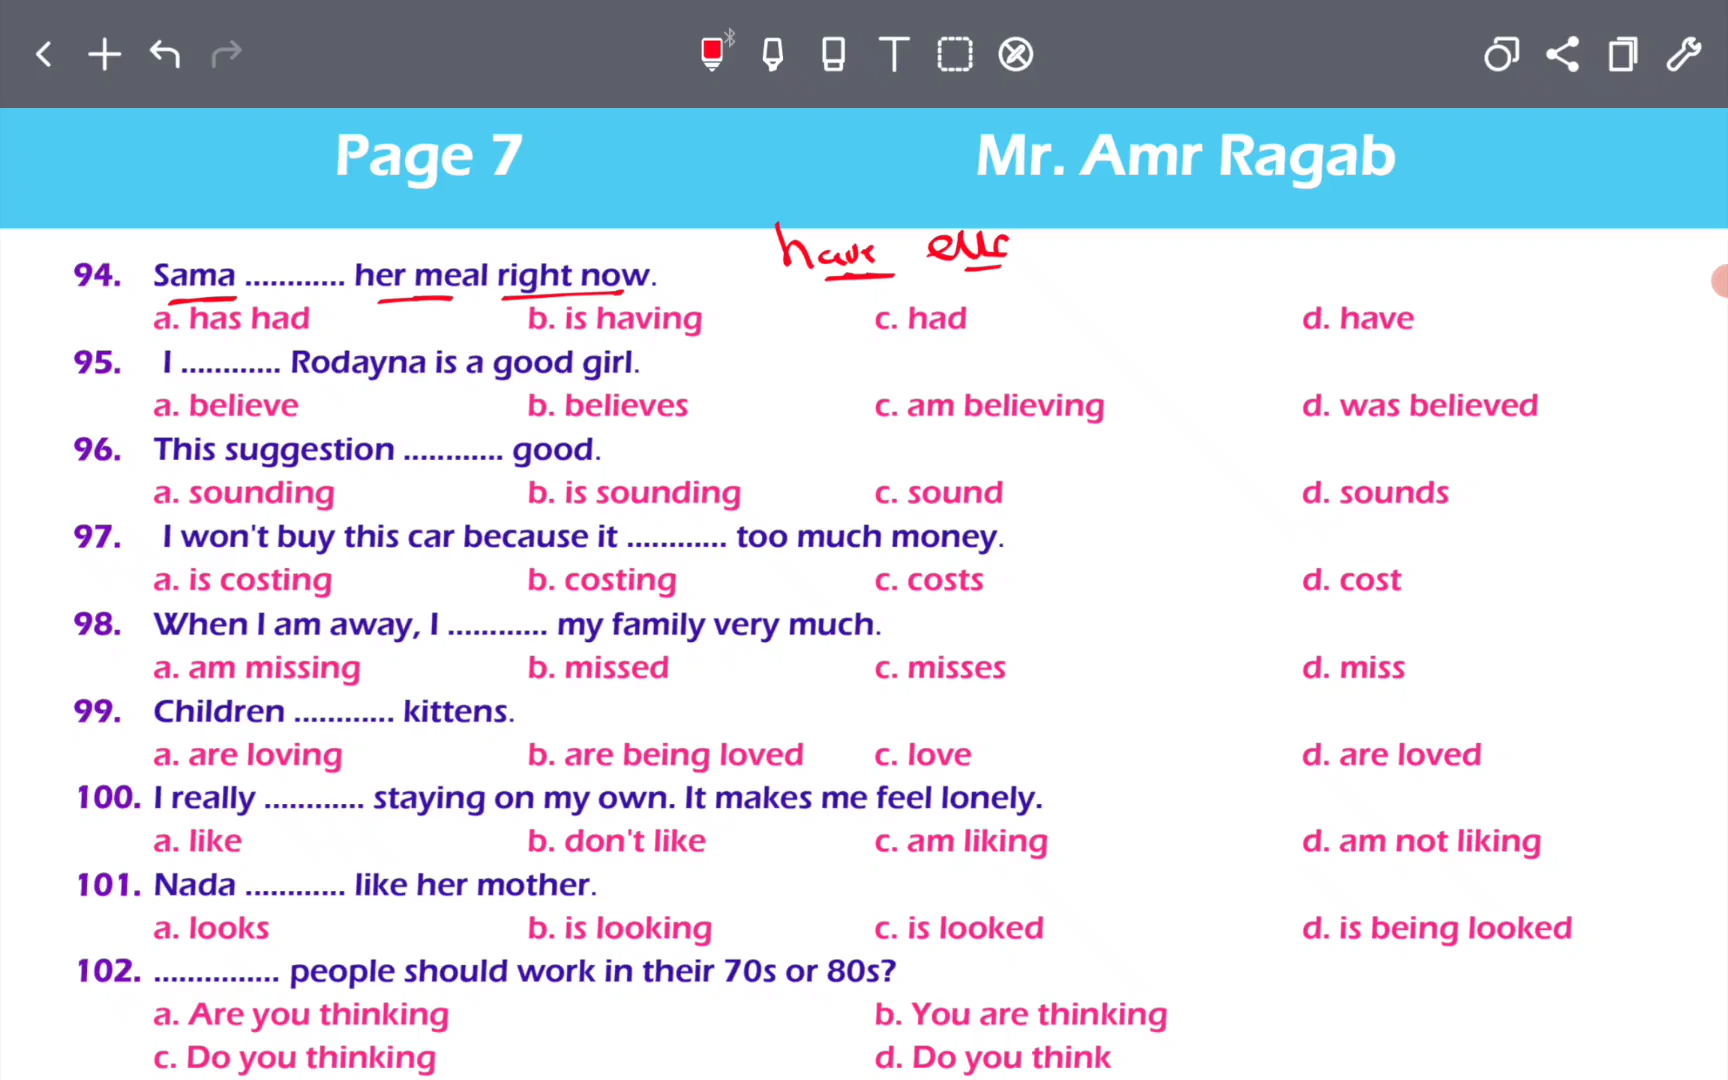 Page 7 Mr. Amr Ragab
have
94. Sama ............ her meal right now.
a. has had b. is having c. had d. have
95. I ............ Rodayna is a good girl.
a. believe b. believes c. am believing d. was believed
96. This suggestion ............ good.
a. sounding b. is sounding c. sound d. sounds
97. I won't buy this car because it ............ too much money.
a. is costing b. costing c. costs d. cost
98. When I am away, I ............ my family very much.
a. am missing b. missed c. misses d. miss
99. Children ............ kittens.
a. are loving b. are being loved c. love d. are loved
100. I really ............ staying on my own. It makes me feel lonely.
a. like b. don't like c. am liking d. am not liking
101. Nada ............ like her mother.
a. looks b. is looking c. is looked d. is being looked
102. ............... people should work in their 70s or 80s?
a. Are you thinking b. You are thinking
c. Do you thinking d. Do you think